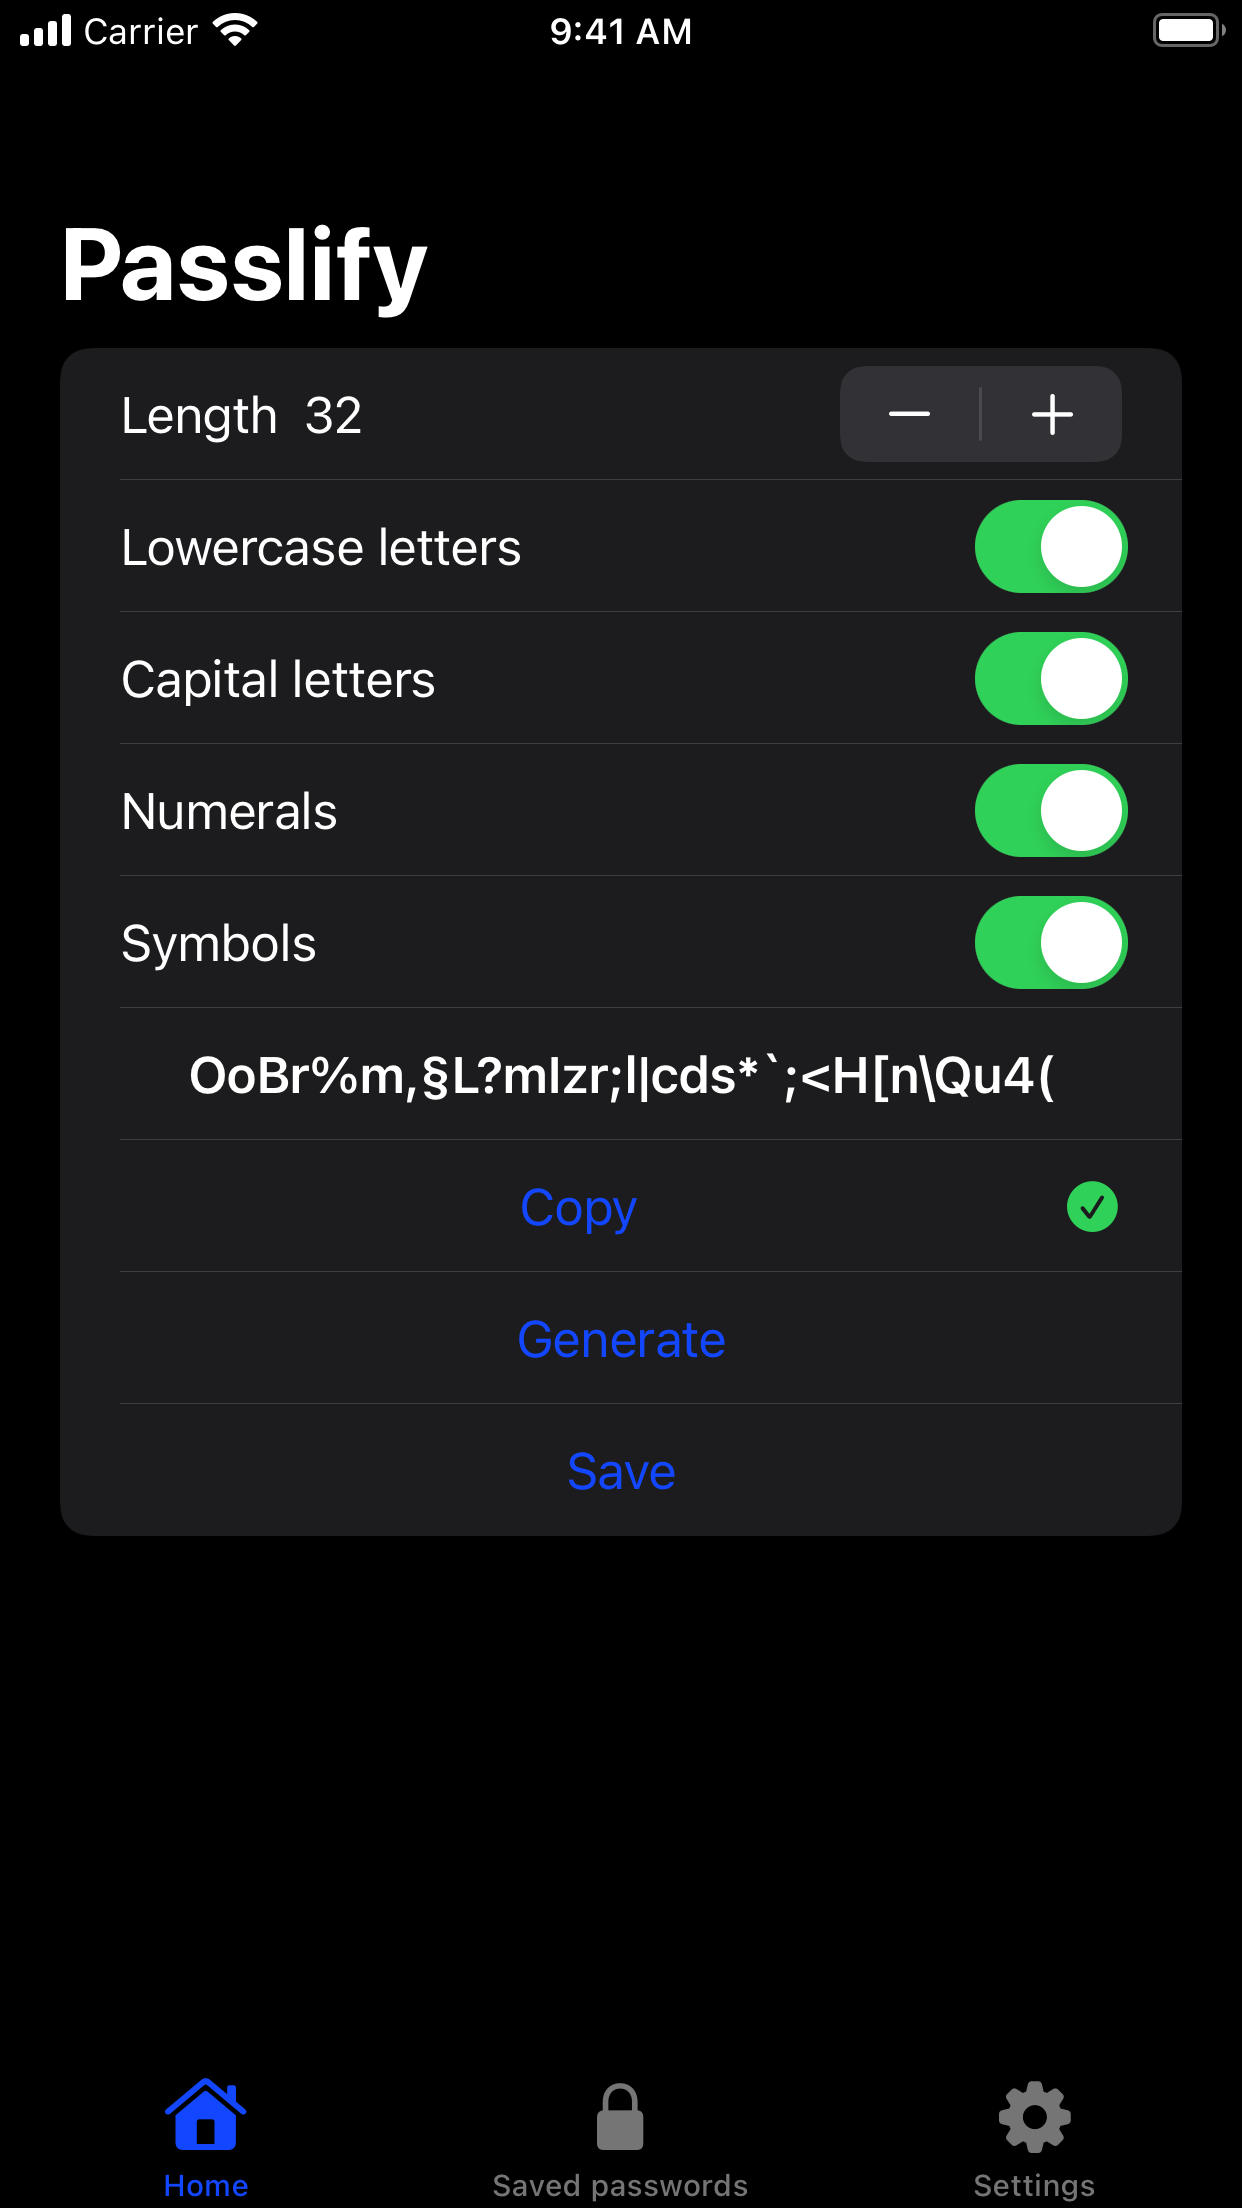 Carrier 9:41 AM
Passlify
Length 32
Lowercase letters
Capital letters
Numerals
Symbols
OoBr%m,§L?mIzr;l|cds*`;<H[n\Qu4(
Copy
Generate
Save
Home Saved passwords Settings